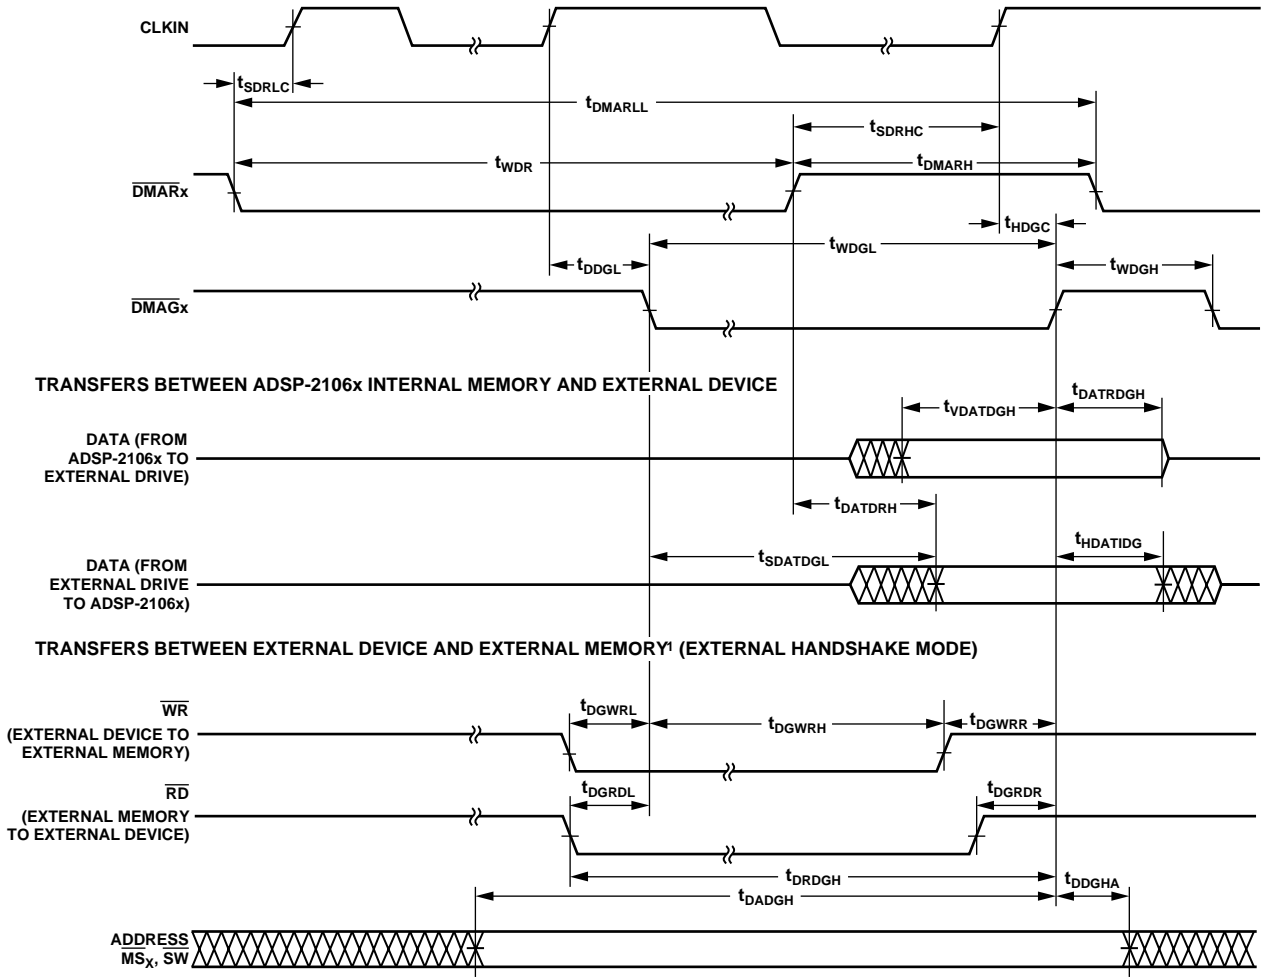 CLKIN
tSDRLC
tDMARLL
tSDRHC
tWDR
tDMARH
DMARx
tHDGC
tWDGL
tDDGL
tWDGH
DMAGx
TRANSFERS BETWEEN ADSP-2106x INTERNAL MEMORY AND EXTERNAL DEVICE
tDATRDGH
tVDATDGH
DATA (FROM
ADSP-2106x TO
EXTERNAL DRIVE)
tDATDRH
tSDATDGL
tHDATIDG
DATA (FROM
EXTERNAL DRIVE
TO ADSP-2106x)
TRANSFERS BETWEEN EXTERNAL DEVICE AND EXTERNAL MEMORY¹ (EXTERNAL HANDSHAKE MODE)
WR
tDGWRL
tDGWRH
tDGWRR
(EXTERNAL DEVICE TO
EXTERNAL MEMORY)
RD
tDGRDL
tDGRDR
(EXTERNAL MEMORY
TO EXTERNAL DEVICE)
tDRDGH
tDADGH
tDDGHA
ADDRESS
MSX, SW